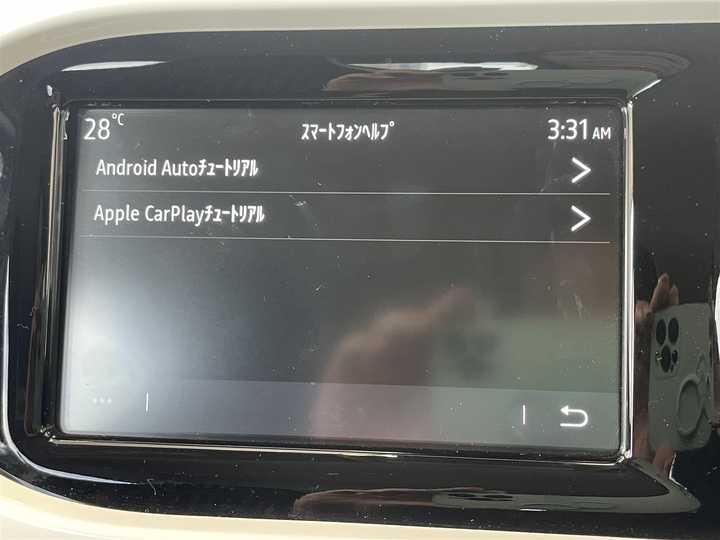 28℃ ｽﾏｰﾄﾌｫﾝﾍﾙﾌﾟ 3:31 AM
Android Autoﾁｭｰﾄﾘｱﾙ
Apple CarPlayﾁｭｰﾄﾘｱﾙ